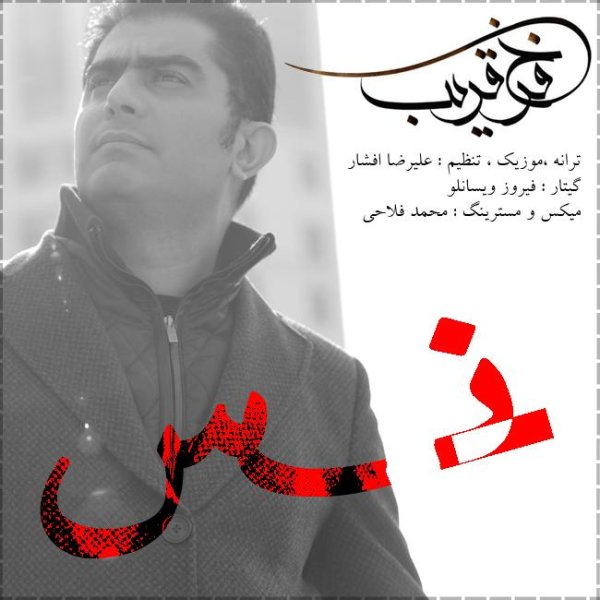 فرخ قریب
ترانه ،موزیک ، تنظیم : علیرضا افشار
گیتار : فیروز ویسانلو
میکس و مسترینگ : محمد فلاحی